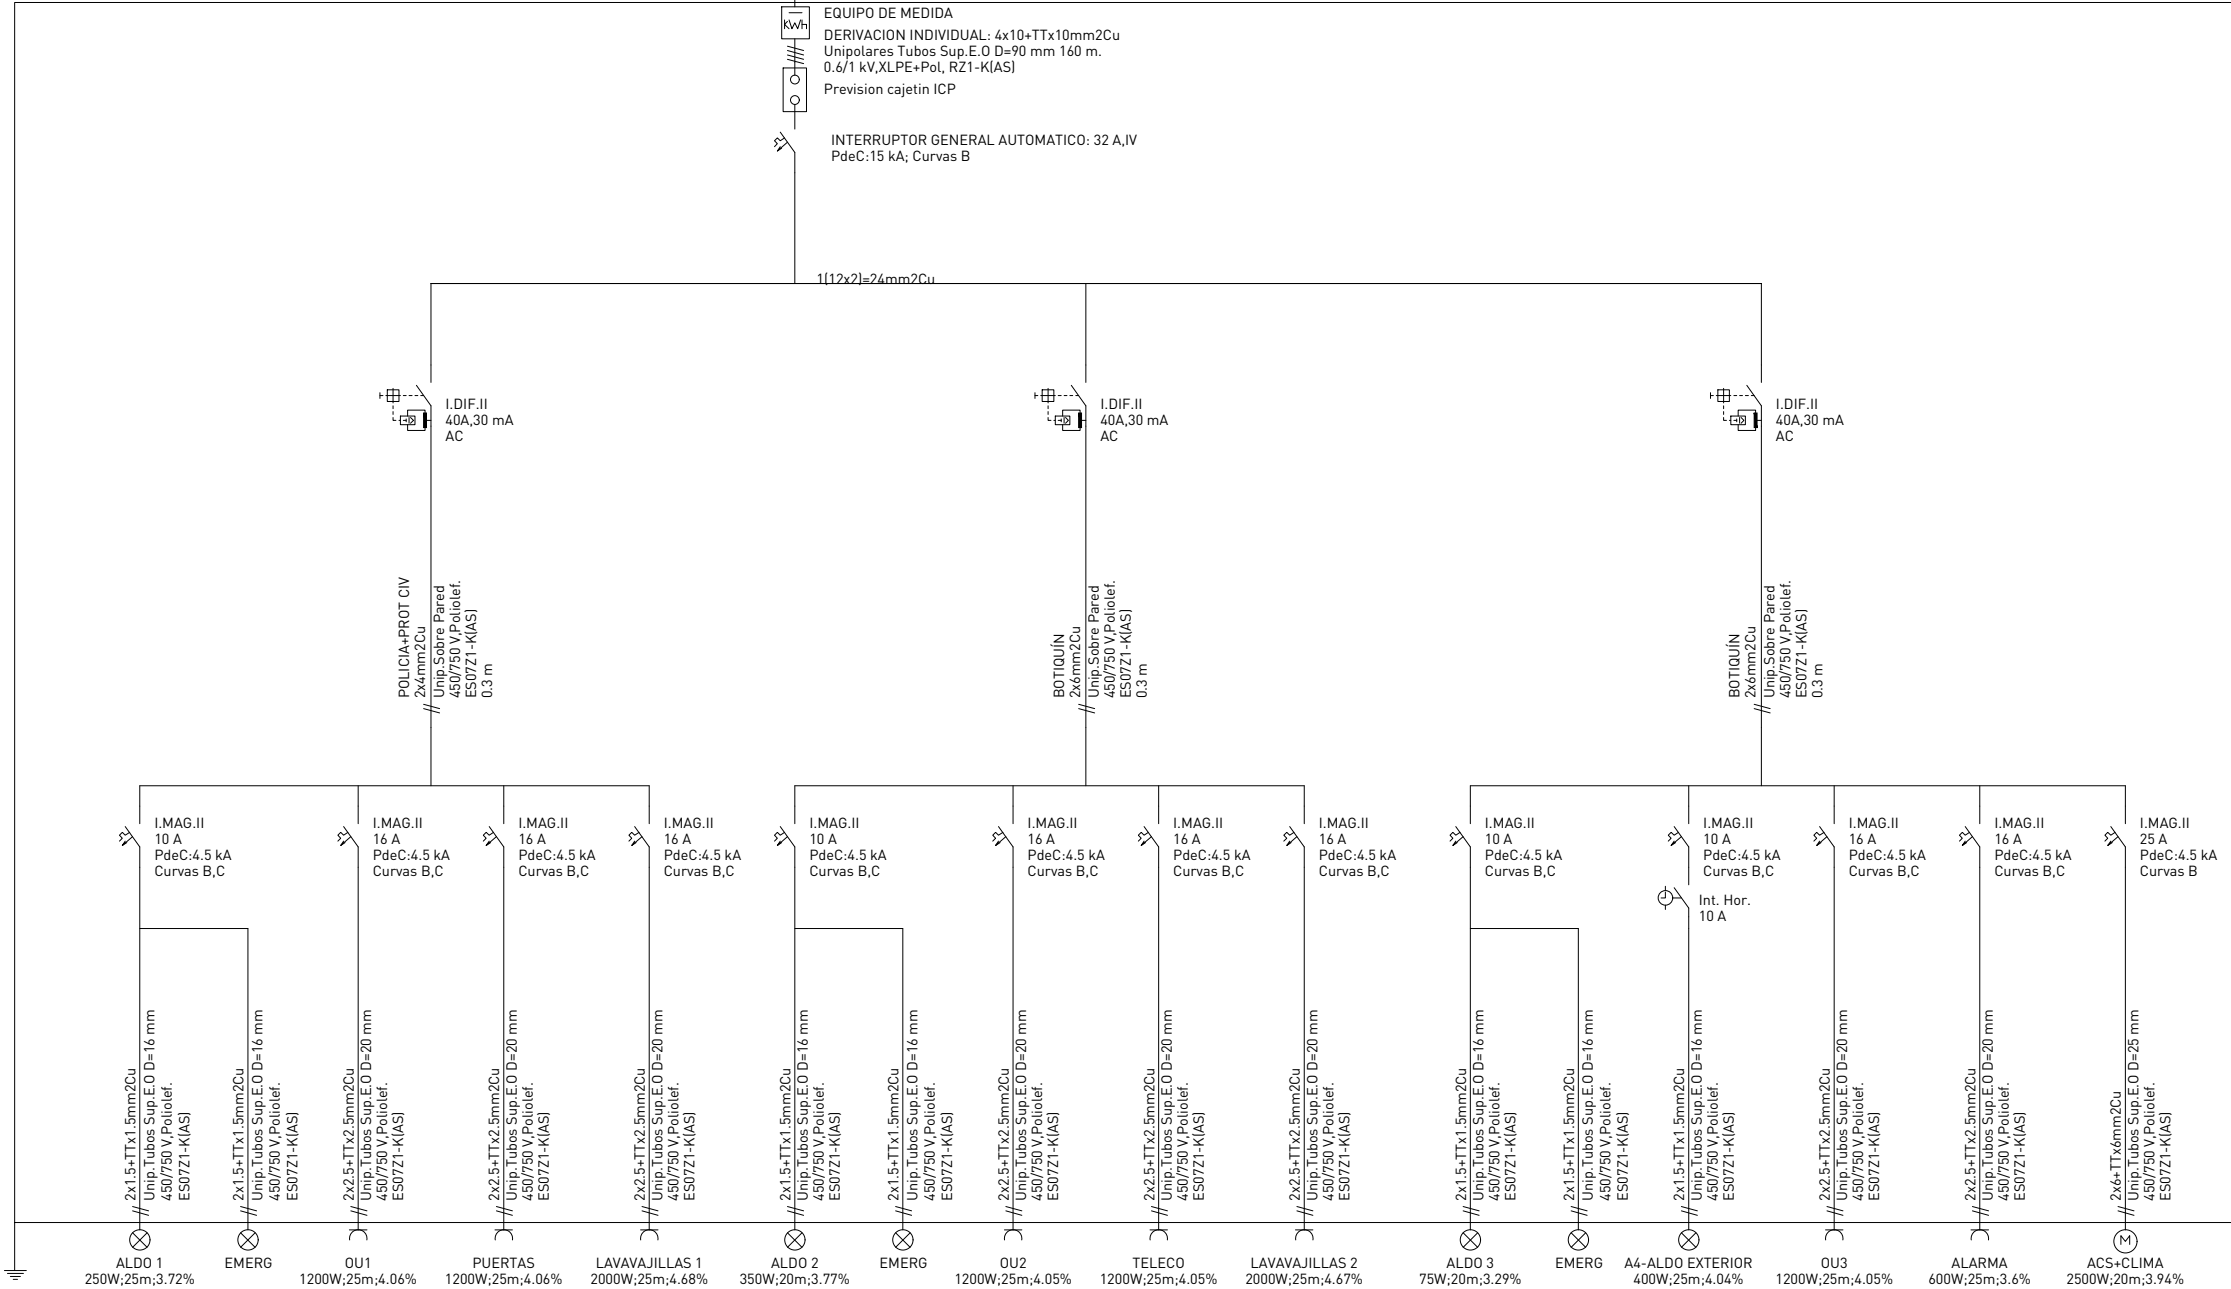 KWh
EQUIPO DE MEDIDA
DERIVACION INDIVIDUAL: 4x10+TTx10mm2Cu
Unipolares Tubos Sup.E.O D=90 mm 160 m.
0.6/1 kV,XLPE+Pol, RZ1-K(AS)
Prevision cajetin ICP
INTERRUPTOR GENERAL AUTOMATICO: 32 A,IV
PdeC:15 kA; Curvas B
1(12x2)=24mm2Cu
I.DIF.II
40A,30 mA
AC
I.DIF.II
40A,30 mA
AC
I.DIF.II
40A,30 mA
AC
POLICIA+PROT CIV
2x4mm2Cu
Unip.Sobre Pared
450/750 V,Poliolef.
ES07Z1-K(AS)
0.3 m
BOTIQUÍN
2x6mm2Cu
Unip.Sobre Pared
450/750 V,Poliolef.
ES07Z1-K(AS)
0.3 m
BOTIQUÍN
2x6mm2Cu
Unip.Sobre Pared
450/750 V,Poliolef.
ES07Z1-K(AS)
0.3 m
I.MAG.II
10 A
PdeC:4.5 kA
Curvas B,C
I.MAG.II
16 A
PdeC:4.5 kA
Curvas B,C
I.MAG.II
16 A
PdeC:4.5 kA
Curvas B,C
I.MAG.II
16 A
PdeC:4.5 kA
Curvas B,C
I.MAG.II
10 A
PdeC:4.5 kA
Curvas B,C
I.MAG.II
16 A
PdeC:4.5 kA
Curvas B,C
I.MAG.II
16 A
PdeC:4.5 kA
Curvas B,C
I.MAG.II
16 A
PdeC:4.5 kA
Curvas B,C
I.MAG.II
10 A
PdeC:4.5 kA
Curvas B,C
I.MAG.II
10 A
PdeC:4.5 kA
Curvas B,C
I.MAG.II
16 A
PdeC:4.5 kA
Curvas B,C
I.MAG.II
16 A
PdeC:4.5 kA
Curvas B,C
I.MAG.II
25 A
PdeC:4.5 kA
Curvas B
Int. Hor.
10 A
2x1.5+TTx1.5mm2Cu
Unip.Tubos Sup.E.O D=16 mm
450/750 V,Poliolef.
ES07Z1-K(AS)
2x1.5+TTx1.5mm2Cu
Unip.Tubos Sup.E.O D=16 mm
450/750 V,Poliolef.
ES07Z1-K(AS)
2x2.5+TTx2.5mm2Cu
Unip.Tubos Sup.E.O D=20 mm
450/750 V,Poliolef.
ES07Z1-K(AS)
2x2.5+TTx2.5mm2Cu
Unip.Tubos Sup.E.O D=20 mm
450/750 V,Poliolef.
ES07Z1-K(AS)
2x2.5+TTx2.5mm2Cu
Unip.Tubos Sup.E.O D=20 mm
450/750 V,Poliolef.
ES07Z1-K(AS)
2x1.5+TTx1.5mm2Cu
Unip.Tubos Sup.E.O D=16 mm
450/750 V,Poliolef.
ES07Z1-K(AS)
2x1.5+TTx1.5mm2Cu
Unip.Tubos Sup.E.O D=16 mm
450/750 V,Poliolef.
ES07Z1-K(AS)
2x2.5+TTx2.5mm2Cu
Unip.Tubos Sup.E.O D=20 mm
450/750 V,Poliolef.
ES07Z1-K(AS)
2x2.5+TTx2.5mm2Cu
Unip.Tubos Sup.E.O D=20 mm
450/750 V,Poliolef.
ES07Z1-K(AS)
2x2.5+TTx2.5mm2Cu
Unip.Tubos Sup.E.O D=20 mm
450/750 V,Poliolef.
ES07Z1-K(AS)
2x1.5+TTx1.5mm2Cu
Unip.Tubos Sup.E.O D=16 mm
450/750 V,Poliolef.
ES07Z1-K(AS)
2x1.5+TTx1.5mm2Cu
Unip.Tubos Sup.E.O D=16 mm
450/750 V,Poliolef.
ES07Z1-K(AS)
2x1.5+TTx1.5mm2Cu
Unip.Tubos Sup.E.O D=16 mm
450/750 V,Poliolef.
ES07Z1-K(AS)
2x2.5+TTx2.5mm2Cu
Unip.Tubos Sup.E.O D=20 mm
450/750 V,Poliolef.
ES07Z1-K(AS)
2x2.5+TTx2.5mm2Cu
Unip.Tubos Sup.E.O D=20 mm
450/750 V,Poliolef.
ES07Z1-K(AS)
2x6+TTx6mm2Cu
Unip.Tubos Sup.E.O D=25 mm
450/750 V,Poliolef.
ES07Z1-K(AS)
M
ALDO 1
250W;25m;3.72%
EMERG
OU1
1200W;25m;4.06%
PUERTAS
1200W;25m;4.06%
LAVAVAJILLAS 1
2000W;25m;4.68%
ALDO 2
350W;20m;3.77%
EMERG
OU2
1200W;25m;4.05%
TELECO
1200W;25m;4.05%
LAVAVAJILLAS 2
2000W;25m;4.67%
ALDO 3
75W;20m;3.29%
EMERG
A4-ALDO EXTERIOR
400W;25m;4.04%
OU3
1200W;25m;4.05%
ALARMA
600W;25m;3.6%
ACS+CLIMA
2500W;20m;3.94%